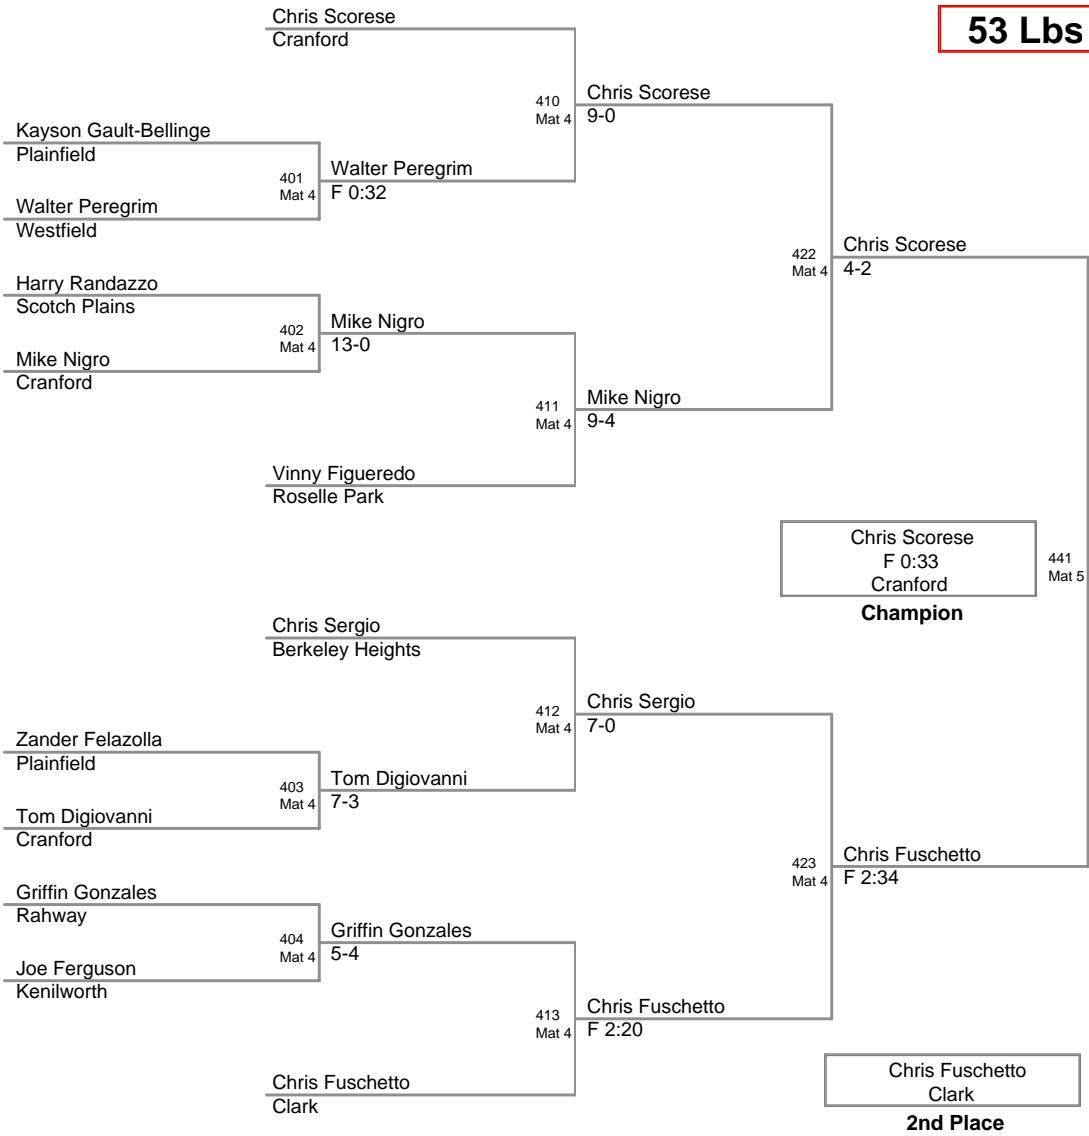 Chris Scorese
Cranford
53 Lbs
410
Mat 4
Chris Scorese
9-0
Kayson Gault-Bellinge
Plainfield
401
Mat 4
Walter Peregrim
F 0:32
Walter Peregrim
Westfield
422
Mat 4
Chris Scorese
4-2
Harry Randazzo
Scotch Plains
402
Mat 4
Mike Nigro
13-0
Mike Nigro
Cranford
411
Mat 4
Mike Nigro
9-4
Vinny Figueredo
Roselle Park
Chris Scorese
F 0:33
Cranford
Champion
441
Mat 5
Chris Sergio
Berkeley Heights
412
Mat 4
Chris Sergio
7-0
Zander Felazolla
Plainfield
403
Mat 4
Tom Digiovanni
7-3
Tom Digiovanni
Cranford
423
Mat 4
Chris Fuschetto
F 2:34
Griffin Gonzales
Rahway
404
Mat 4
Griffin Gonzales
5-4
Joe Ferguson
Kenilworth
413
Mat 4
Chris Fuschetto
F 2:20
Chris Fuschetto
Clark
Chris Fuschetto
Clark
2nd Place